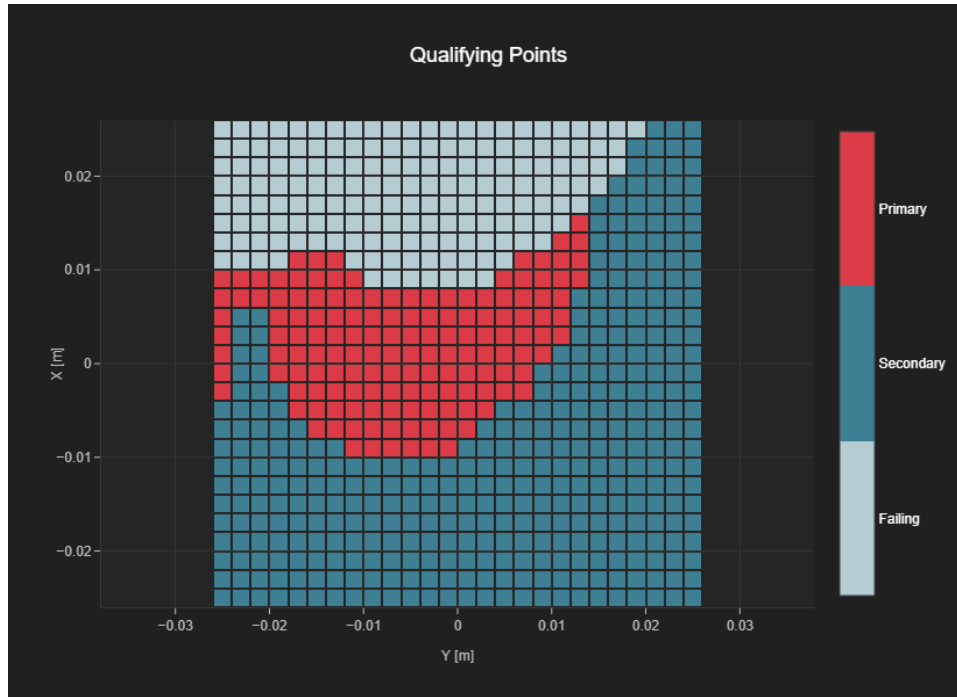 Qualifying Points
0.02
0.01
0
−0.01
−0.02
X [m]
−0.03
−0.02
−0.01
0
0.01
0.02
0.03
Y [m]
Primary
Secondary
Failing